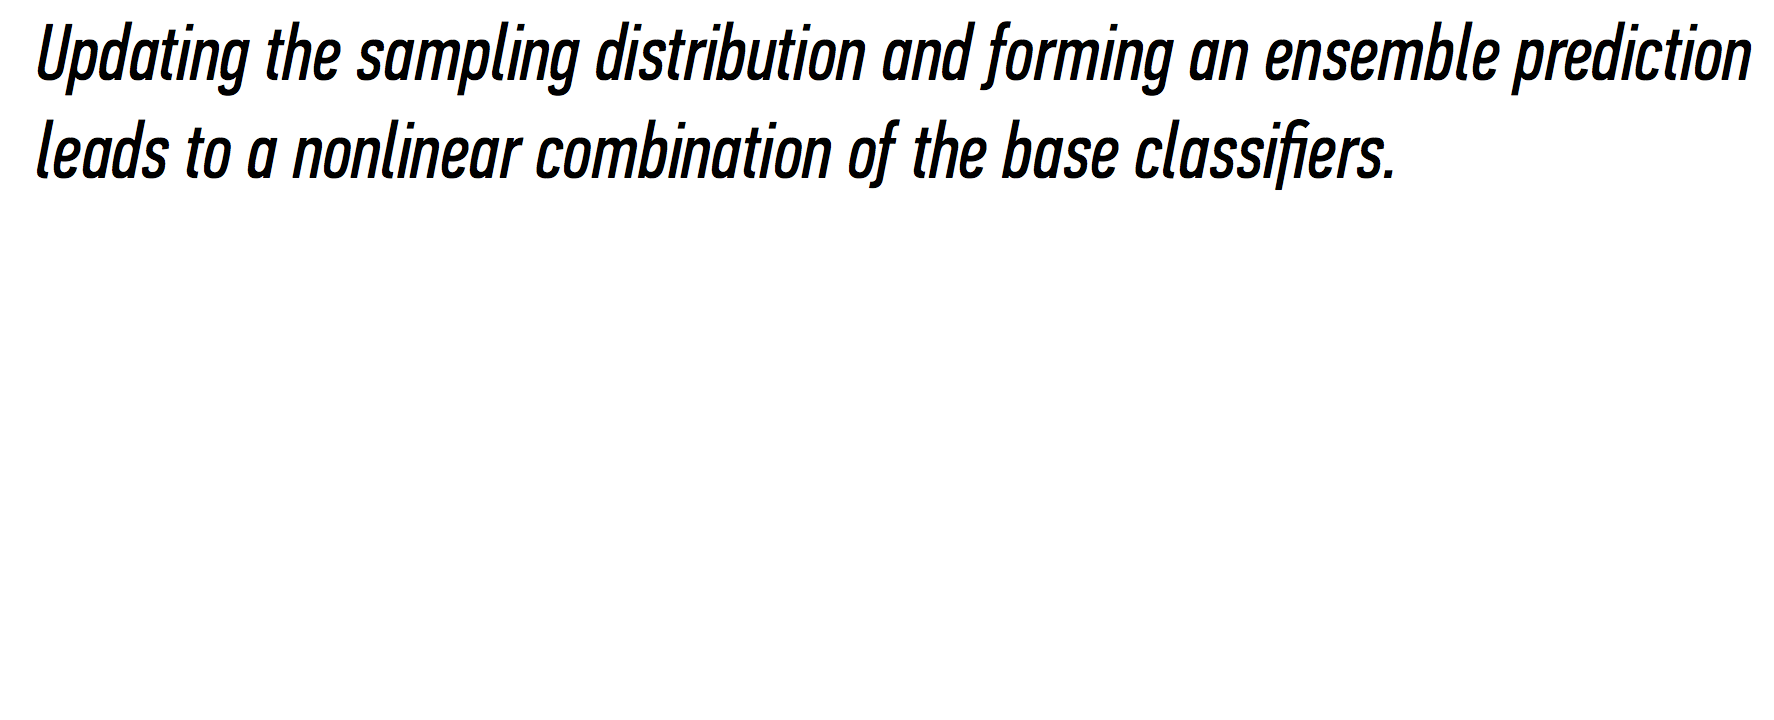 Updating the sampling distribution and forming an ensemble prediction
leads to a nonlinear combination of the base classifiers.